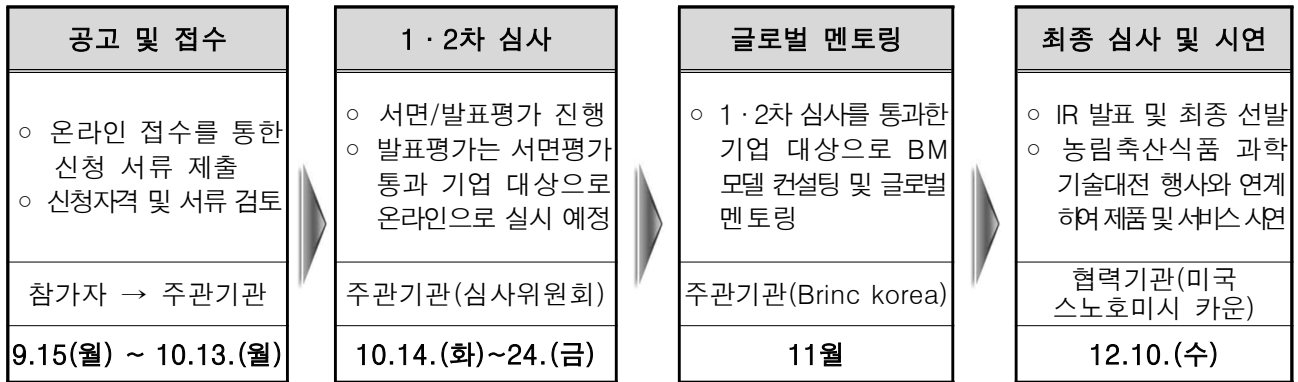 공고 및 접수
○ 온라인 접수를 통한
신청 서류 제출
○ 신청자격 및 서류 검토
참가자 → 주관기관
9.15(월) ~ 10.13.(월)
1·2차 심사
○ 서면/발표평가 진행
○ 발표평가는 서면평가
통과 기업 대상으로
온라인으로 실시 예정
주관기관(심사위원회)
10.14.(화)~24.(금)
글로벌 멘토링
○ 1·2차 심사를 통과한
기업 대상으로 BM
모델 컨설팅 및 글로벌
멘토링
주관기관(Brinc korea)
11월
최종 심사 및 시연
○ IR 발표 및 최종 선발
○ 농림축산식품 과학
기술대전 행사와 연계
하여 제품 및 서비스 시연
협력기관(미국
스노호미시 카운)
12.10.(수)